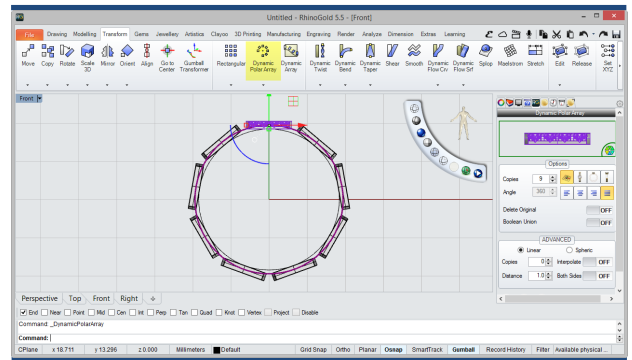 Untitled - RhinoGold 5.5 - [Front]
File Drawing Modelling Transform Gems Jewellery Artistics Clayoo 3D Printing Manufacturing Engraving Render Analyze Dimension Extras Learning
Move Copy Rotate Scale 3D Mirror Orient Align Go to Center Gumball Transformer Rectangular Dynamic Polar Array Dynamic Array Dynamic Twist Dynamic Bend Dynamic Taper Shear Smooth Dynamic Flow Crv Dynamic Flow Srf Splop Maelstrom Stretch Edit Release Set XYZ
Front
Dynamic Polar Array
Options
Copies 9
Angle 360
Delete Original OFF
Boolean Union OFF
ADVANCED
Linear Spheric
Copies 0 Interpolate OFF
Distance 1.0 Both Sides OFF
Perspective Top Front Right
End Near Point Mid Cen Int Perp Tan Quad Knot Vertex Project Disable
Command: _DynamicPolarArray
Command:
CPlane x 18.711 y 13.296 z 0.000 Millimeters Default Grid Snap Ortho Planar Osnap SmartTrack Gumball Record History Filter Available physical ...